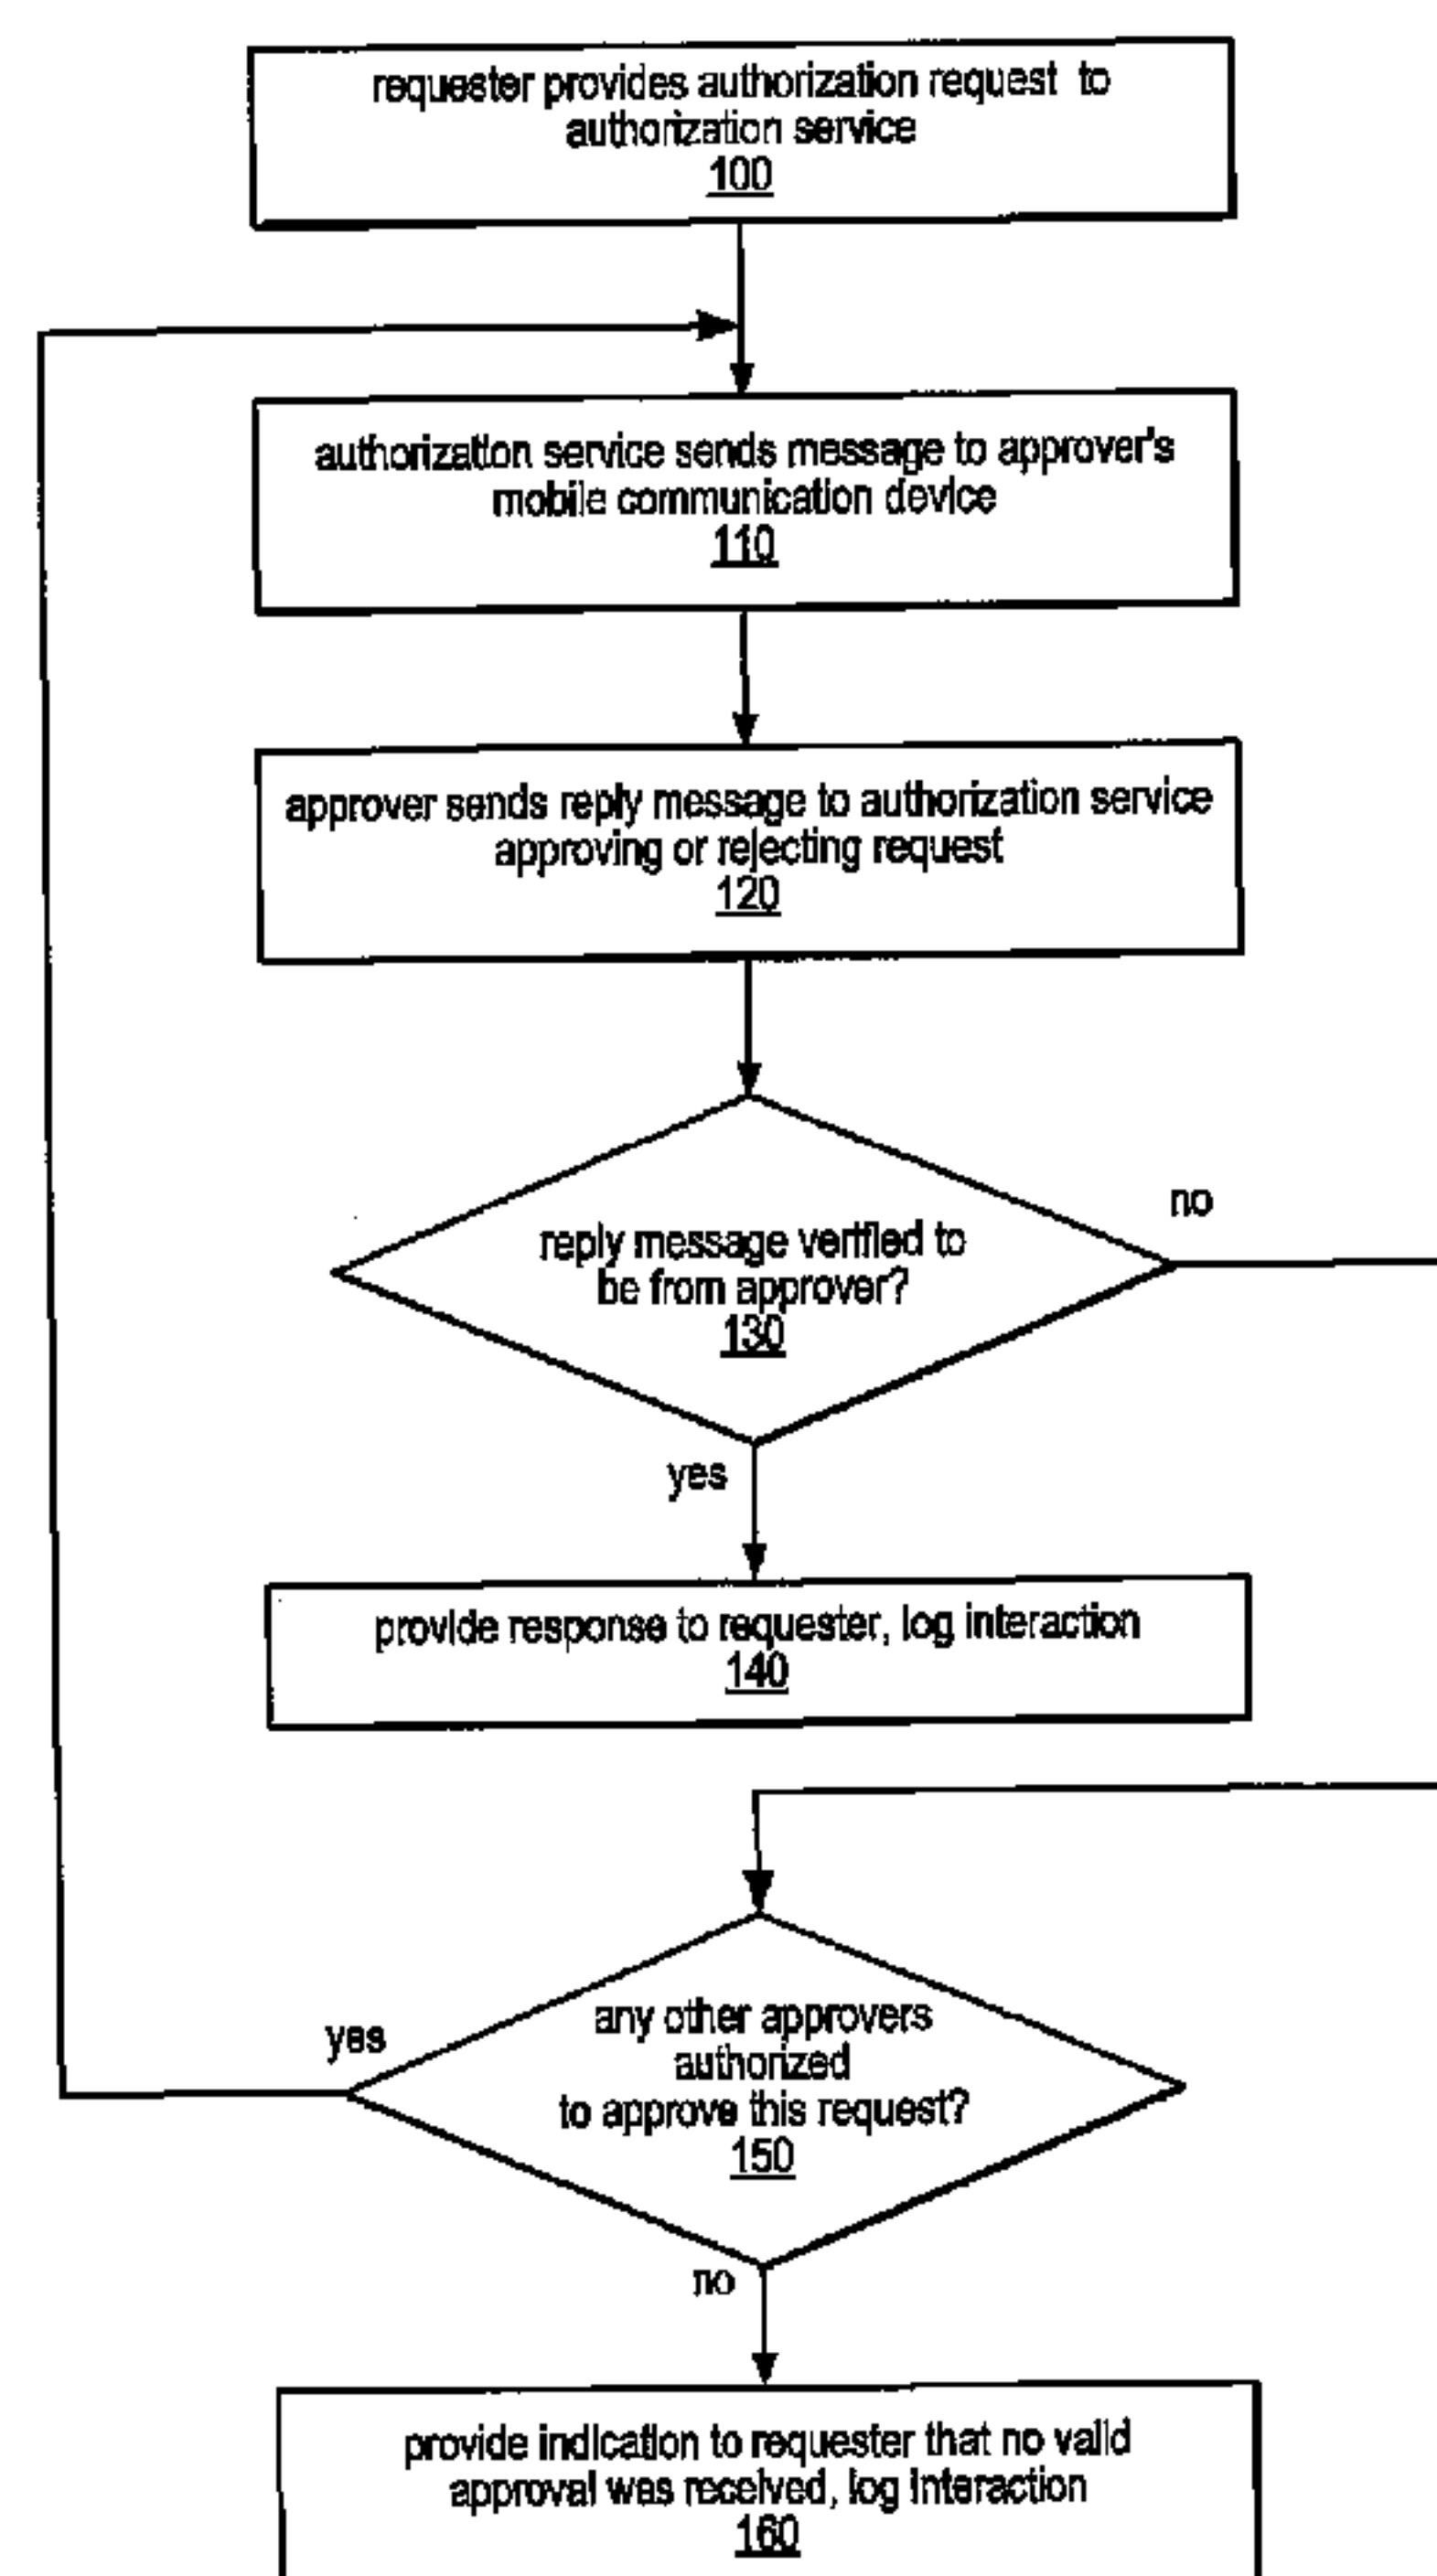 requester provides authorization request to
authorization service
100
authorization service sends message to approver's
mobile communication device
110
approver sends reply message to authorization service
approving or rejecting request
120
no
reply message verified to
be from approver?
130
yes
provide response to requester, log interaction
140
any other approvers
yes
authorized
to approve this request?
150
no
provide indication to requester that no valid
approval was received, log interaction
160